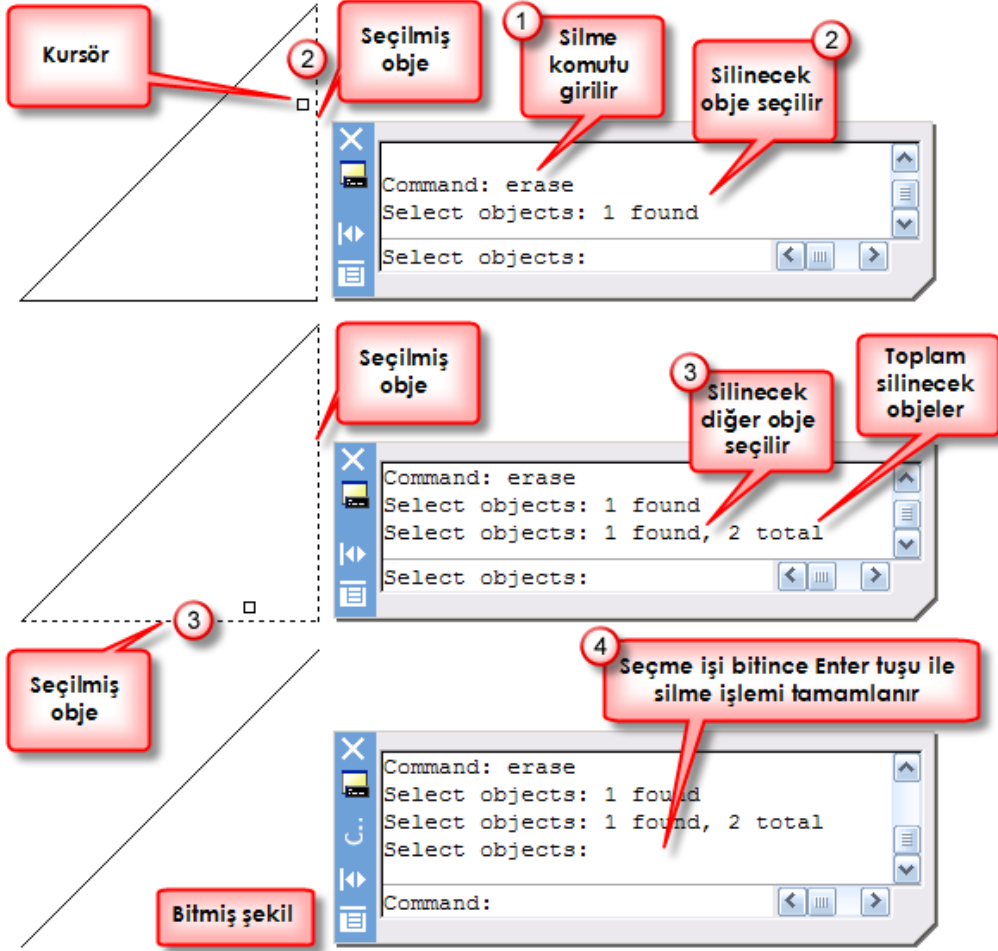 Kursör
2
Seçilmiş
obje
1
Silme
komutu
girilir
2
Silinecek
obje seçilir
Command: erase
Select objects: 1 found
Select objects:
Seçilmiş
obje
3
Silinecek
diğer obje
seçilir
Toplam
silinecek
objeler
Command: erase
Select objects: 1 found
Select objects: 1 found, 2 total
Select objects:
3
Seçilmiş
obje
4
Seçme işi bitince Enter tuşu ile
silme işlemi tamamlanır
Command: erase
Select objects: 1 found
Select objects: 1 found, 2 total
Select objects:
Command:
Bitmiş şekil